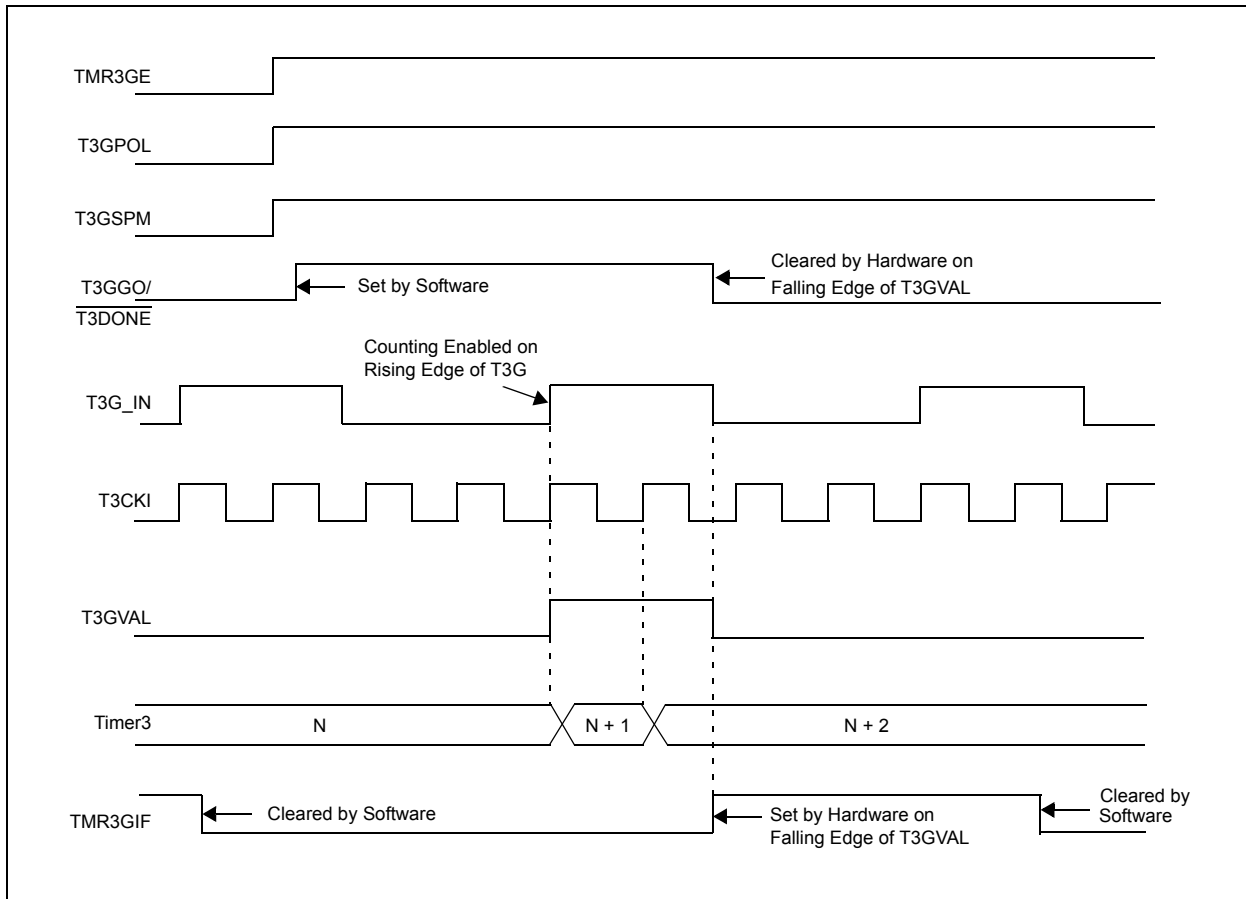 TMR3GE
T3GPOL
T3GSPM
T3GGO/
T3DONE
Set by Software
Cleared by Hardware on
Falling Edge of T3GVAL
Counting Enabled on
Rising Edge of T3G
T3G_IN
T3CKI
T3GVAL
Timer3
N
N + 1
N + 2
TMR3GIF
Cleared by Software
Set by Hardware on
Falling Edge of T3GVAL
Cleared by
Software